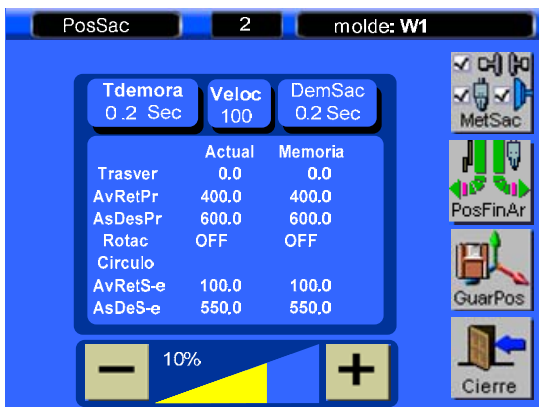 PosSac 2 molde: W1
Tdemora Veloc DemSac
0.2 Sec 100 0.2 Sec
Actual Memoria
Trasver 0.0 0.0
AvRetPr 400.0 400.0
AsDesPr 600.0 600.0
Rotac OFF OFF
Circulo
AvRetS-e 100.0 100.0
AsDeS-e 550.0 550.0
10%
MetSac
PosFinAr
GuarPos
Cierre